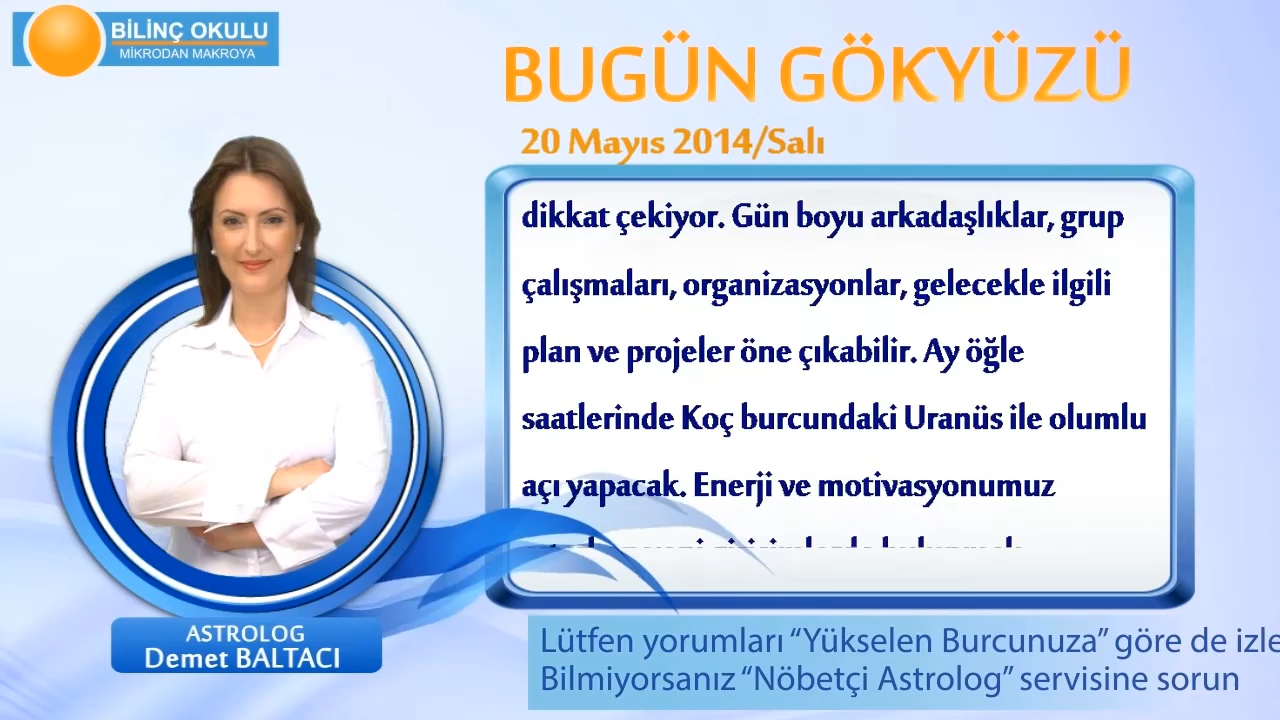 BİLİNÇ OKULU
MİKRODAN MAKROYA
BUGÜN GÖKYÜZÜ
20 Mayıs 2014/Salı
dikkat çekiyor. Gün boyu arkadaşlıklar, grup
çalışmaları, organizasyonlar, gelecekle ilgili
plan ve projeler öne çıkabilir. Ay öğle
saatlerinde Koç burcundaki Uranüs ile olumlu
açı yapacak. Enerji ve motivasyonumuz
ASTROLOG
Demet BALTACI
Lütfen yorumları “Yükselen Burcunuza” göre de izle
Bilmiyorsanız “Nöbetçi Astrolog” servisine sorun